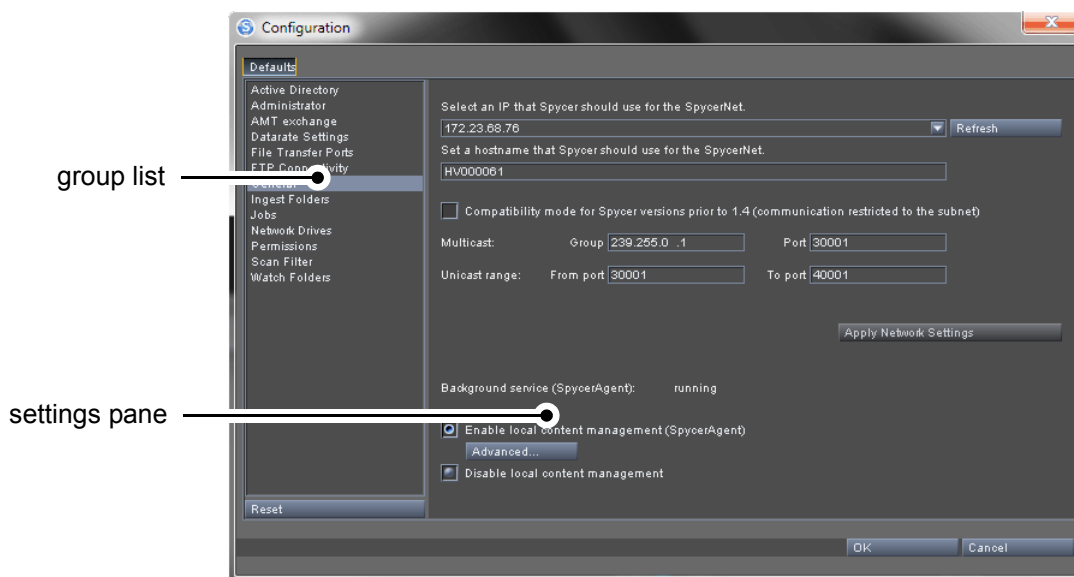 Configuration
Defaults
Active Directory
Administrator
AMT exchange
Datarate Settings
File Transfer Ports
FTP Connectivity
General
Ingest Folders
Jobs
Network Drives
Permissions
Scan Filter
Watch Folders
Reset
group list
settings pane
Select an IP that Spycer should use for the SpycerNet.
172.23.68.76 Refresh
Set a hostname that Spycer should use for the SpycerNet.
HV000061
Compatibility mode for Spycer versions prior to 1.4 (communication restricted to the subnet)
Multicast: Group 239.255.0 .1 Port 30001
Unicast range: From port 30001 To port 40001
Apply Network Settings
Background service (SpycerAgent): running
Enable local content management (SpycerAgent)
Advanced...
Disable local content management
OK Cancel